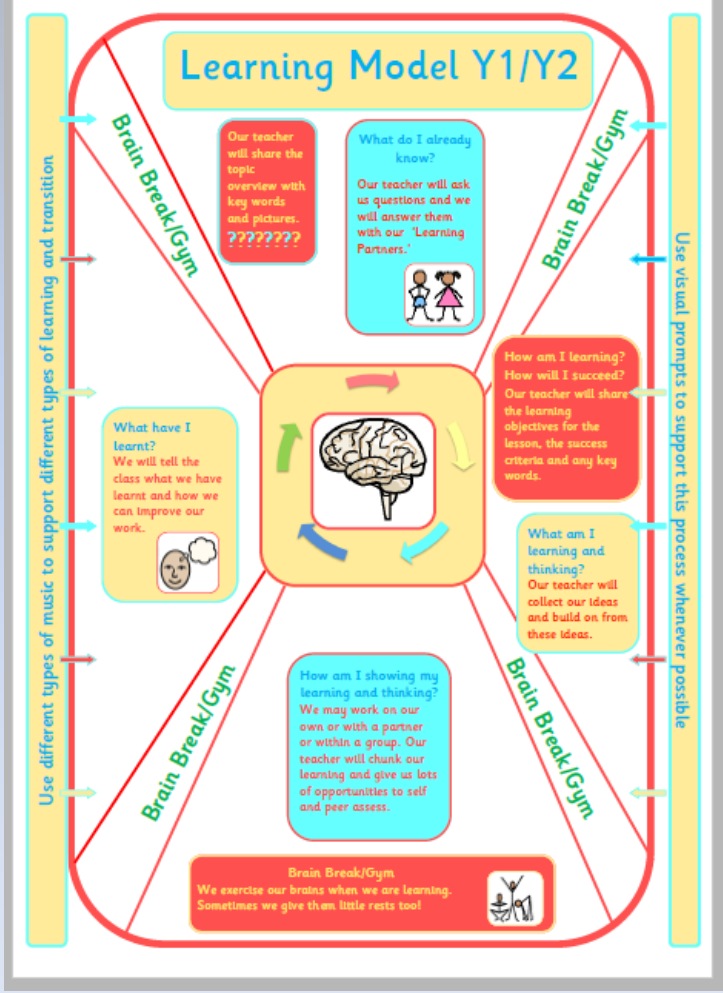 Learning Model Y1/Y2
Use different types of music to support different types of learning and transition
Brain Break/Gym
Our teacher
will share the
topic
overview with
key words
and pictures.
????????
What do I already
know?
Our teacher will ask
us questions and we
will answer them
with our 'Learning
Partners.'
Brain Break/Gym
Use visual prompts to support this process whenever possible
How am I learning?
How will I succeed?
Our teacher will share
the learning
objectives for the
lesson, the success
criteria and any key
words.
What am I
learning and
thinking?
Our teacher will
collect our ideas
and build on from
these ideas.
Brain Break/Gym
How am I showing my
learning and thinking?
We may work on our
own or with a partner
or within a group. Our
teacher will chunk our
learning and give us lots
of opportunities to self
and peer assess.
Brain Break/Gym
What have I
learnt?
We will tell the
class what we have
learnt and how we
can improve our
work.
Brain Break/Gym
We exercise our brains when we are learning.
Sometimes we give them little rests too!